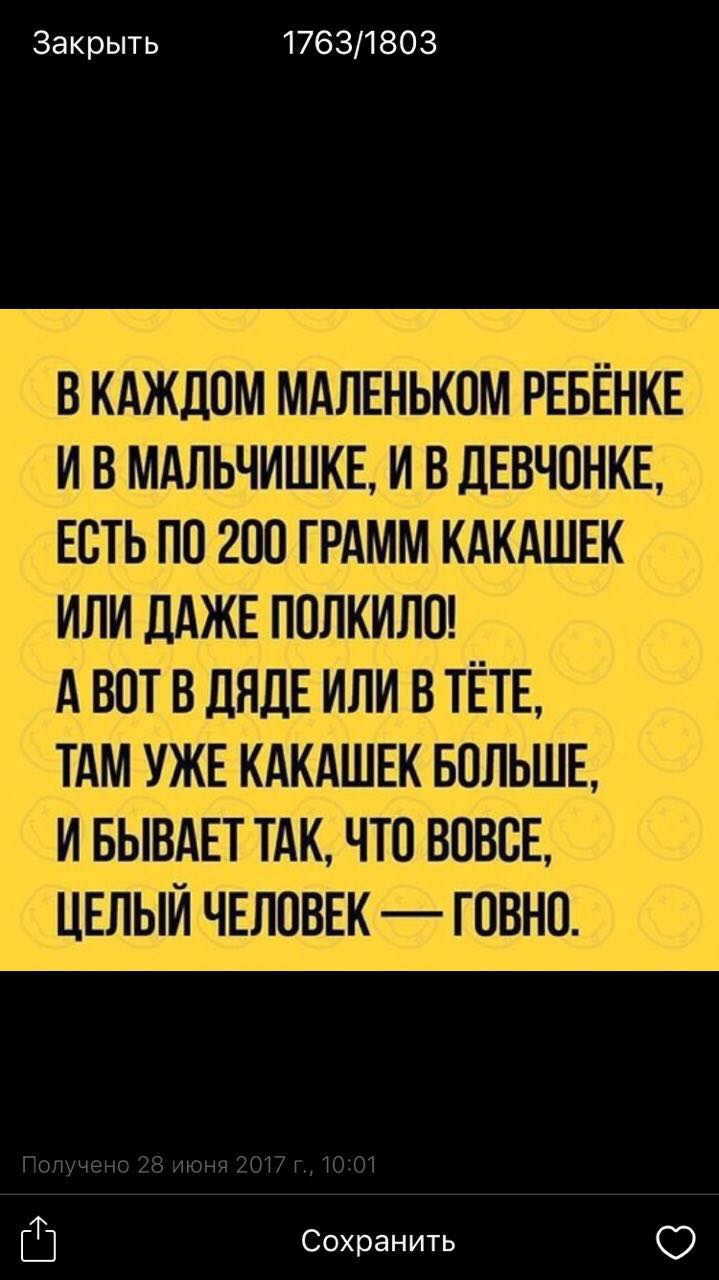 Закрыть 1763/1803
В КАЖДОМ МАЛЕНЬКОМ РЕБЁНКЕ
И В МАЛЬЧИШКЕ, И В ДЕВЧОНКЕ,
ЕСТЬ ПО 200 ГРАММ КАКАШЕК
ИЛИ ДАЖЕ ПОЛКИЛО!
А ВОТ В ДЯДЕ ИЛИ В ТЁТЕ,
ТАМ УЖЕ КАКАШЕК БОЛЬШЕ,
И БЫВАЕТ ТАК, ЧТО ВОВСЕ,
ЦЕЛЫЙ ЧЕЛОВЕК — ГОВНО.
Получено 28 июня 2017 г., 10:01
Сохранить